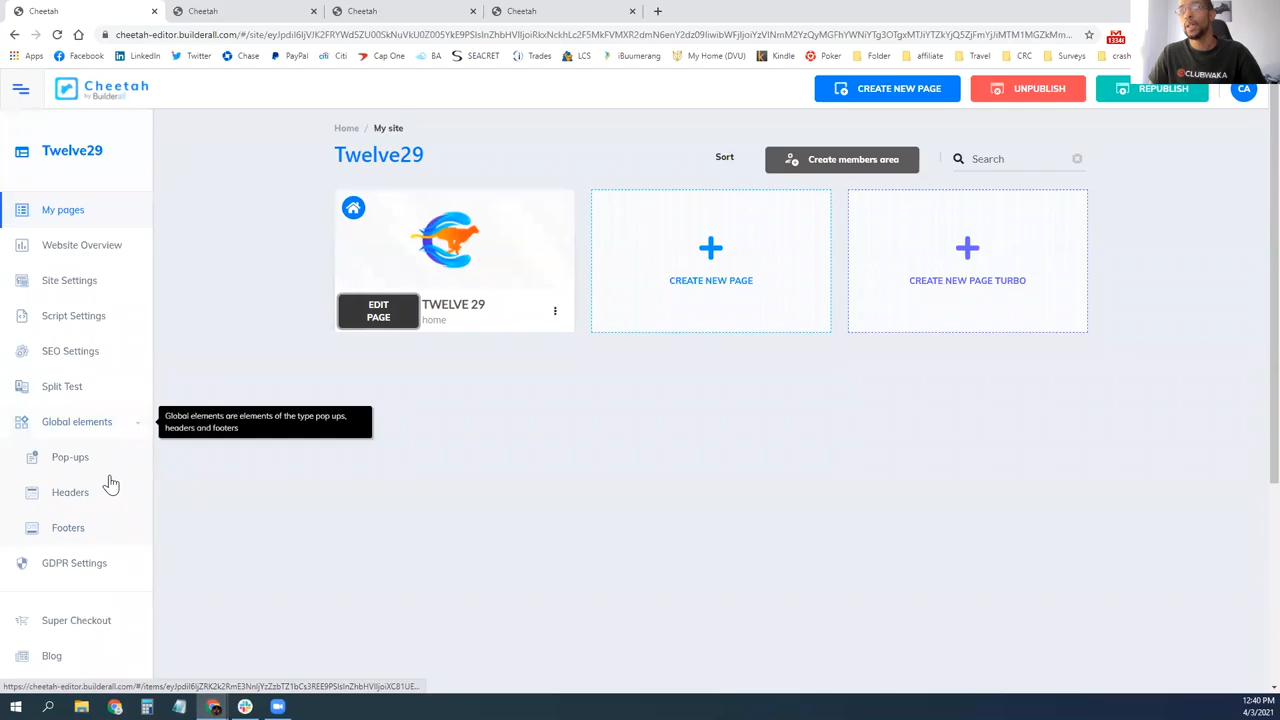 Cheetah
Cheetah
Cheetah
Cheetah
cheetah-editor.builderall.com/#/site/
Apps
Facebook
LinkedIn
Twitter
Chase
PayPal
Citi
Cap One
BA
SEACRET
Trades
LCS
iBuumerang
My Home (DVU)
Kindle
Poker
Folder
affiliate
Travel
CRC
Surveys
crash
13346
CLUBWAKA
Cheetah
by Builderall
CREATE NEW PAGE
UNPUBLISH
REPUBLISH
CA
Twelve29
My pages
Website Overview
Site Settings
Script Settings
SEO Settings
Split Test
Global elements
Pop-ups
Headers
Footers
GDPR Settings
Super Checkout
Blog
Home / My site
Twelve29
Sort
Create members area
Search
EDIT
PAGE
TWELVE 29
home
CREATE NEW PAGE
CREATE NEW PAGE TURBO
Global elements are elements of the type pop ups,
headers and footers
12:40 PM
4/3/2021